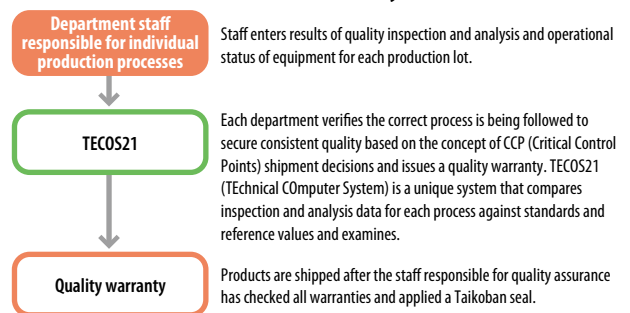 Department staff
responsible for individual
production processes
Staff enters results of quality inspection and analysis and operational
status of equipment for each production lot.
TECOS21
Each department verifies the correct process is being followed to
secure consistent quality based on the concept of CCP (Critical Control
Points) shipment decisions and issues a quality warranty. TECOS21
(TEchnical COmputer System) is a unique system that compares
inspection and analysis data for each process against standards and
reference values and examines.
Quality warranty
Products are shipped after the staff responsible for quality assurance
has checked all warranties and applied a Taikoban seal.